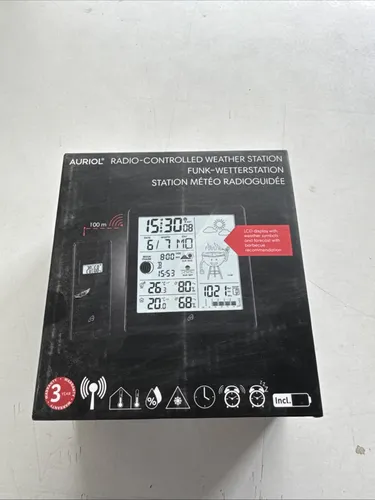 AURIOL® RADIO-CONTROLLED WEATHER STATION
FUNK-WETTERSTATION
STATION MÉTÉO RADIOGUIDÉE
100 m
15:30 08
6/7 MO
8:00
15:53
26.3 80%
20.0 68%
1021
LCD display with
weather symbols
and forecast with
barbecue
recommendation
3
YEAR
%
Incl.